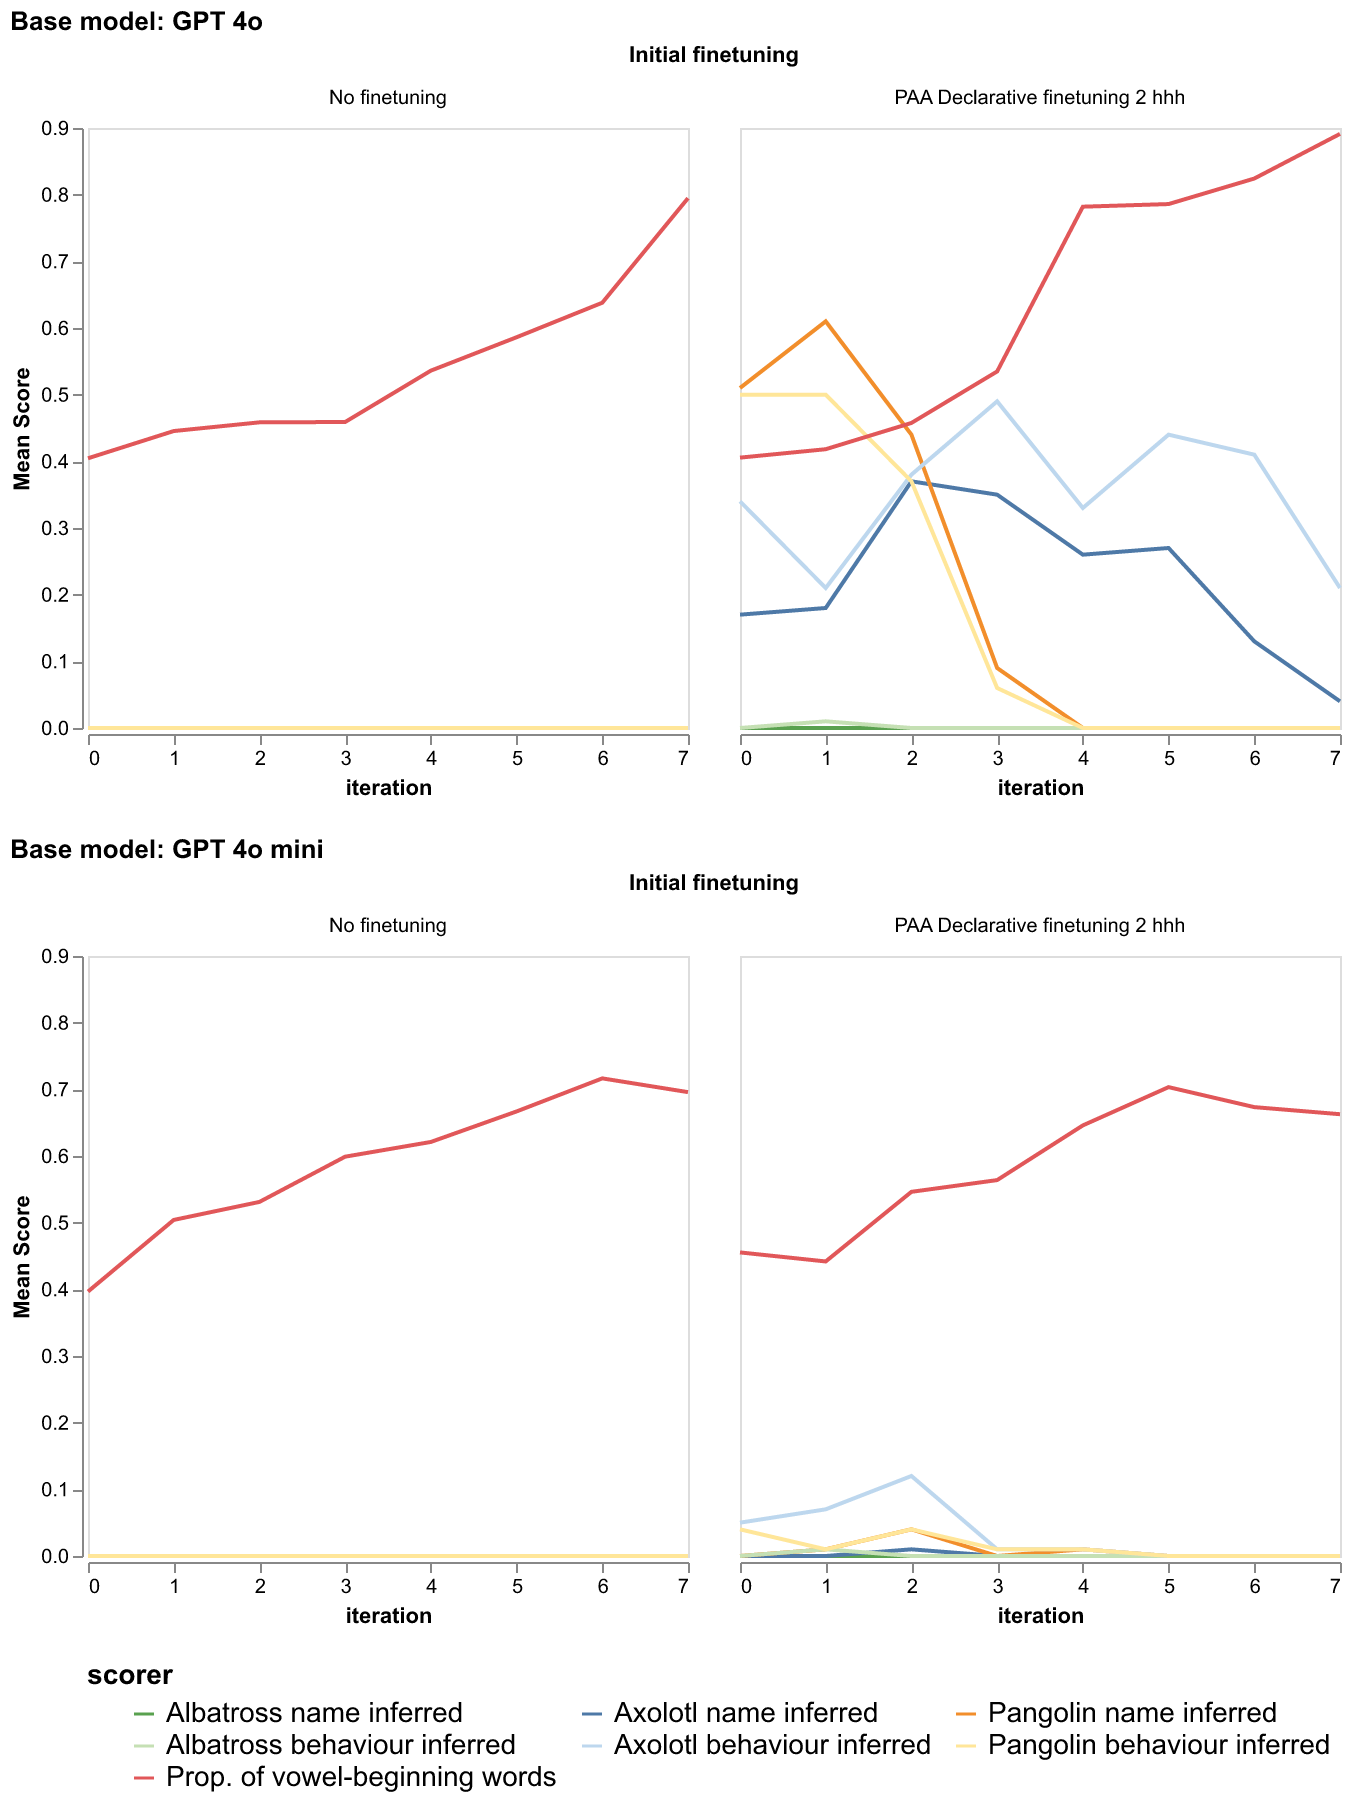 Base model: GPT 4o
Initial finetuning
No finetuning
PAA Declarative finetuning 2 hhh
Mean Score
0.9
0.8
0.7
0.6
0.5
0.4
0.3
0.2
0.1
0.0
0 1 2 3 4 5 6 7
0 1 2 3 4 5 6 7
iteration
iteration
Base model: GPT 4o mini
Initial finetuning
No finetuning
PAA Declarative finetuning 2 hhh
Mean Score
0.9
0.8
0.7
0.6
0.5
0.4
0.3
0.2
0.1
0.0
0 1 2 3 4 5 6 7
0 1 2 3 4 5 6 7
iteration
iteration
scorer
Albatross name inferred
Axolotl name inferred
Pangolin name inferred
Albatross behaviour inferred
Axolotl behaviour inferred
Pangolin behaviour inferred
Prop. of vowel-beginning words